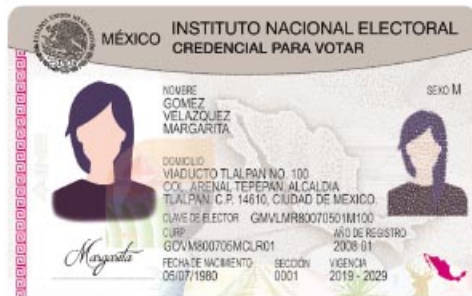 MÉXICO
INSTITUTO NACIONAL ELECTORAL
CREDENCIAL PARA VOTAR
NOMBRE
GOMEZ
VELAZQUEZ
MARGARITA
SEXO M
DOMICILIO
VIADUCTO TLALPAN NO. 100
COL. ARENAL TEPEPAN, ALCALDIA
TLALPAN, C.P. 14610, CIUDAD DE MEXICO.
CLAVE DE ELECTOR GMVLMR80070501M100
CURP GOVM800705MCLR01
AÑO DE REGISTRO 2008 01
FECHA DE NACIMIENTO 05/07/1980
SECCIÓN 0001
VIGENCIA 2019 - 2029
Margarita